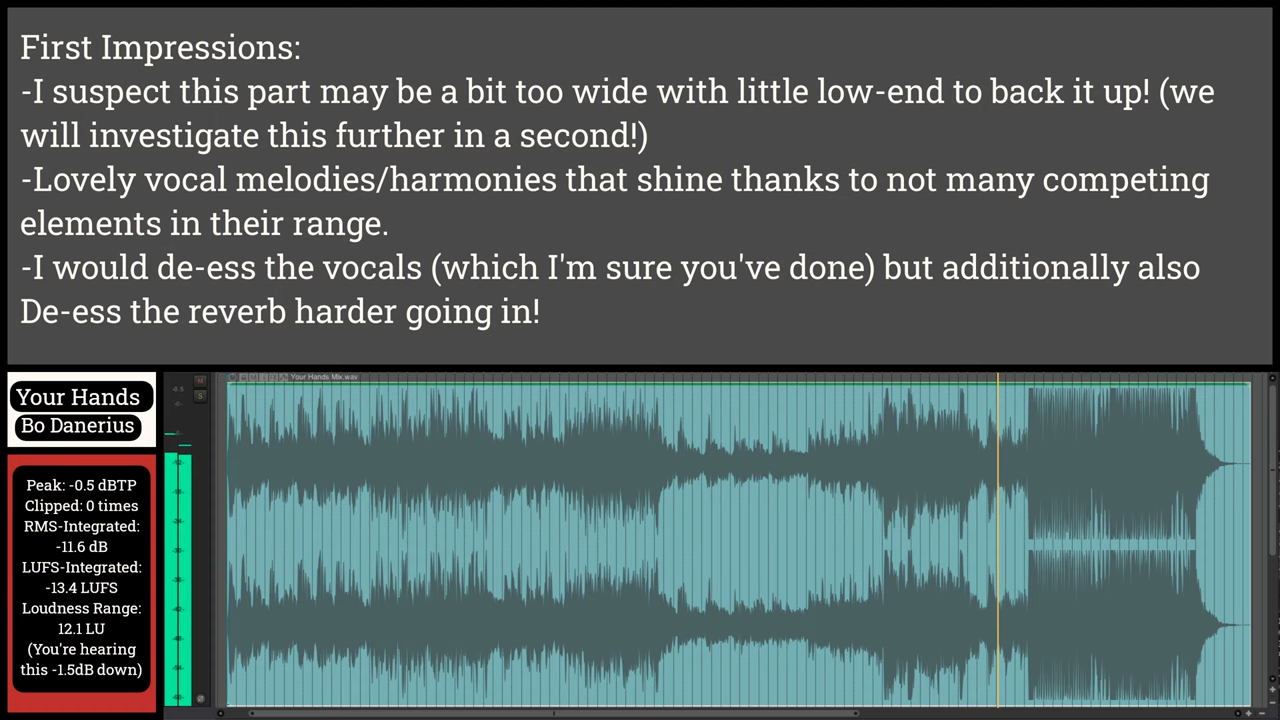 First Impressions:
-I suspect this part may be a bit too wide with little low-end to back it up! (we
will investigate this further in a second!)
-Lovely vocal melodies/harmonies that shine thanks to not many competing
elements in their range.
-I would de-ess the vocals (which I'm sure you've done) but additionally also
De-ess the reverb harder going in!
Your Hands
Bo Danerius
Peak: -0.5 dBTP
Clipped: 0 times
RMS-Integrated:
-11.6 dB
LUFS-Integrated:
-13.4 LUFS
Loudness Range:
12.1 LU
(You're hearing
this -1.5dB down)
Your Hands Mix.wav
M
S